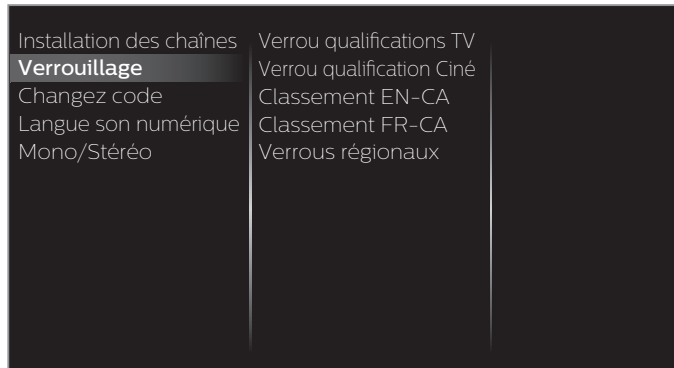 Installation des chaînes
Verrouillage
Changez code
Langue son numérique
Mono/Stéréo
Verrou qualifications TV
Verrou qualification Ciné
Classement EN-CA
Classement FR-CA
Verrous régionaux